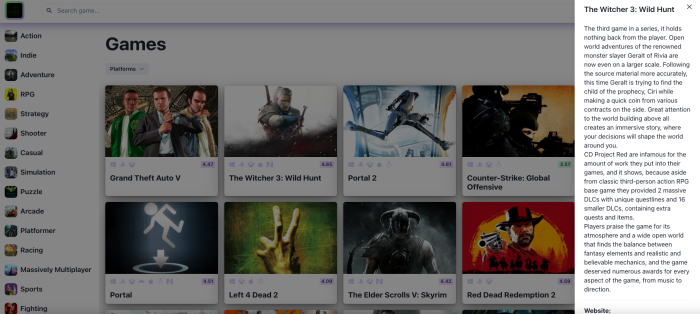 Search game...
Action
Indie
Adventure
RPG
Strategy
Shooter
Casual
Simulation
Puzzle
Arcade
Platformer
Racing
Massively Multiplayer
Sports
Fighting
Games
Platforms
4.47
Grand Theft Auto V
4.66
The Witcher 3: Wild Hunt
4.61
Portal 2
3.57
Counter-Strike: Global
Offensive
4.51
Portal
4.09
Left 4 Dead 2
4.42
The Elder Scrolls V: Skyrim
4.59
Red Dead Redemption 2
The Witcher 3: Wild Hunt
The third game in a series, it holds
nothing back from the player. Open
world adventures of the renowned
monster slayer Geralt of Rivia are
now even on a larger scale. Following
the source material more accurately,
this time Geralt is trying to find the
child of the prophecy, Ciri while
making a quick coin from various
contracts on the side. Great attention
to the world building above all
creates an immersive story, where
your decisions will shape the world
around you.
CD Project Red are infamous for the
amount of work they put into their
games, and it shows, because aside
from classic third-person action RPG
base game they provided 2 massive
DLCs with unique questlines and 16
smaller DLCs, containing extra
quests and items.
Players praise the game for its
atmosphere and a wide open world
that finds the balance between
fantasy elements and realistic and
believable mechanics, and the game
deserved numerous awards for every
aspect of the game, from music to
direction.
Website: